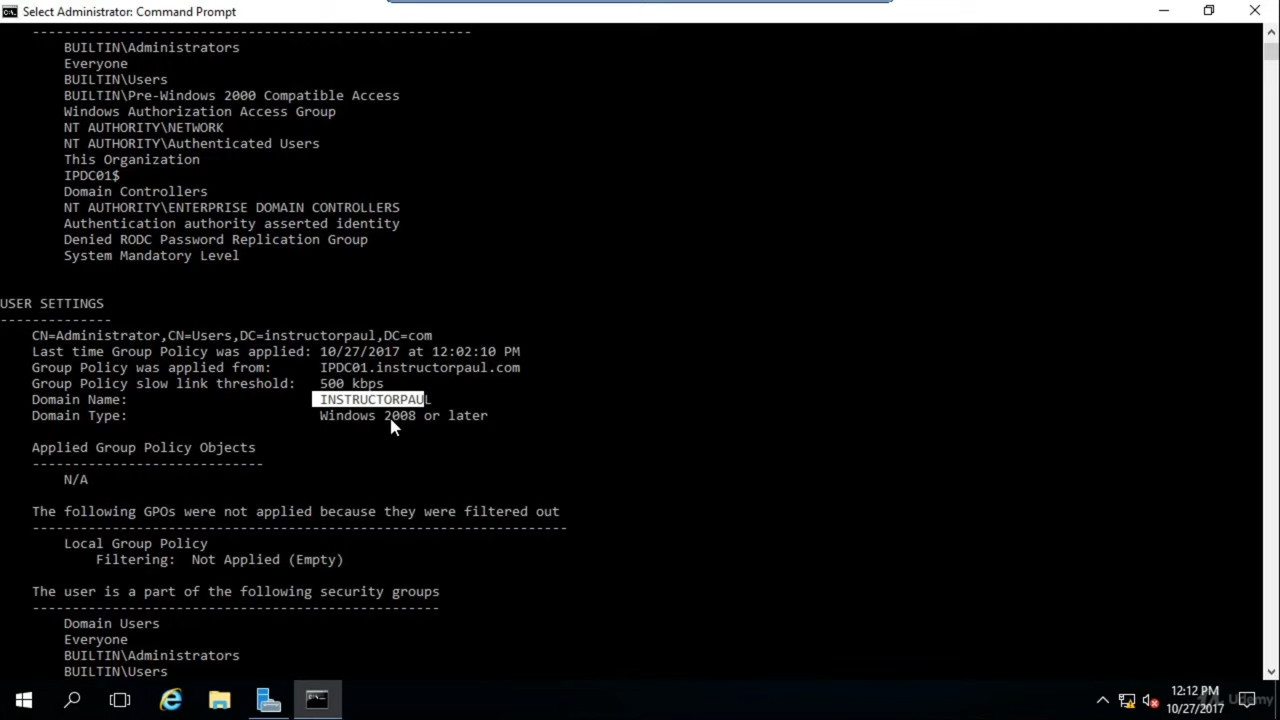 Select Administrator: Command Prompt
---------------------------------------------------
BUILTIN\Administrators
Everyone
BUILTIN\Users
BUILTIN\Pre-Windows 2000 Compatible Access
Windows Authorization Access Group
NT AUTHORITY\NETWORK
NT AUTHORITY\Authenticated Users
This Organization
IPDC01$
Domain Controllers
NT AUTHORITY\ENTERPRISE DOMAIN CONTROLLERS
Authentication authority asserted identity
Denied RODC Password Replication Group
System Mandatory Level
USER SETTINGS
--------------
CN=Administrator,CN=Users,DC=instructorpaul,DC=com
Last time Group Policy was applied: 10/27/2017 at 12:02:10 PM
Group Policy was applied from: IPDC01.instructorpaul.com
Group Policy slow link threshold: 500 kbps
Domain Name: INSTRUCTORPAUL
Domain Type: Windows 2008 or later
Applied Group Policy Objects
-----------------------------
N/A
The following GPOs were not applied because they were filtered out
-------------------------------------------------------------------
Local Group Policy
Filtering: Not Applied (Empty)
The user is a part of the following security groups
---------------------------------------------------
Domain Users
Everyone
BUILTIN\Administrators
BUILTIN\Users
12:12 PM
10/27/2017
Udemy